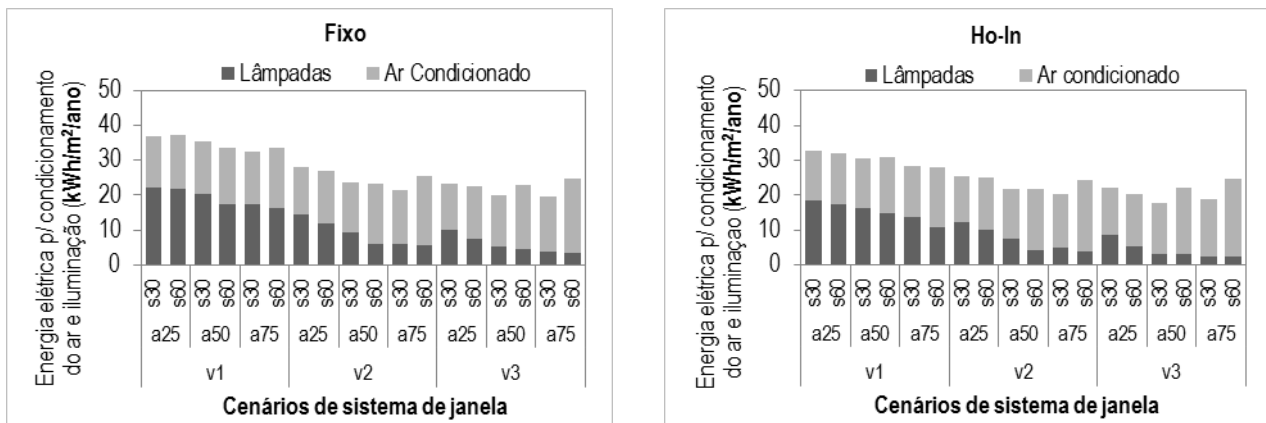 Fixo
Lâmpadas Ar Condicionado
Energia elétrica p/ condicionamento
do ar e iluminação (kWh/m²/ano)
50
40
30
20
10
0
s30 s60 s30 s60 s30 s60 s30 s60 s30 s60 s30 s60 s30 s60 s30 s60 s30 s60
a25 a50 a75 a25 a50 a75 a25 a50 a75
v1 v2 v3
Cenários de sistema de janela
Ho-In
Lâmpadas Ar condicionado
Energia elétrica p/ condicionamento
do ar e iluminaçao (kWh/m²/ano)
50
40
30
20
10
0
s30 s60 s30 s60 s30 s60 s30 s60 s30 s60 s30 s60 s30 s60 s30 s60 s30 s60
a25 a50 a75 a25 a50 a75 a25 a50 a75
v1 v2 v3
Cenários de sistema de janela